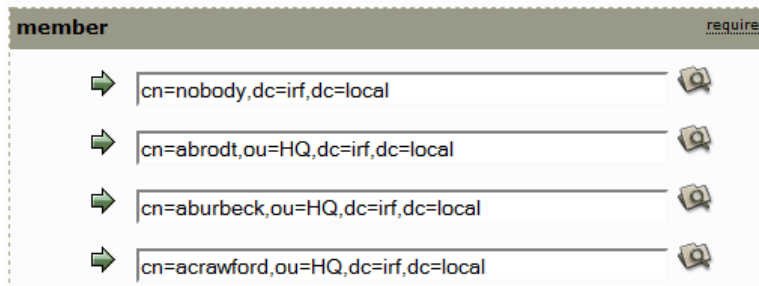 member
require
cn=nobody,dc=irf,dc=local
cn=abrodt,ou=HQ,dc=irf,dc=local
cn=aburbeck,ou=HQ,dc=irf,dc=local
cn=acrawford,ou=HQ,dc=irf,dc=local